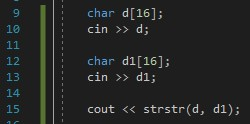 9 char d[16];
10 cin >> d;
11
12 char d1[16];
13 cin >> d1;
14
15 cout << strstr(d, d1);